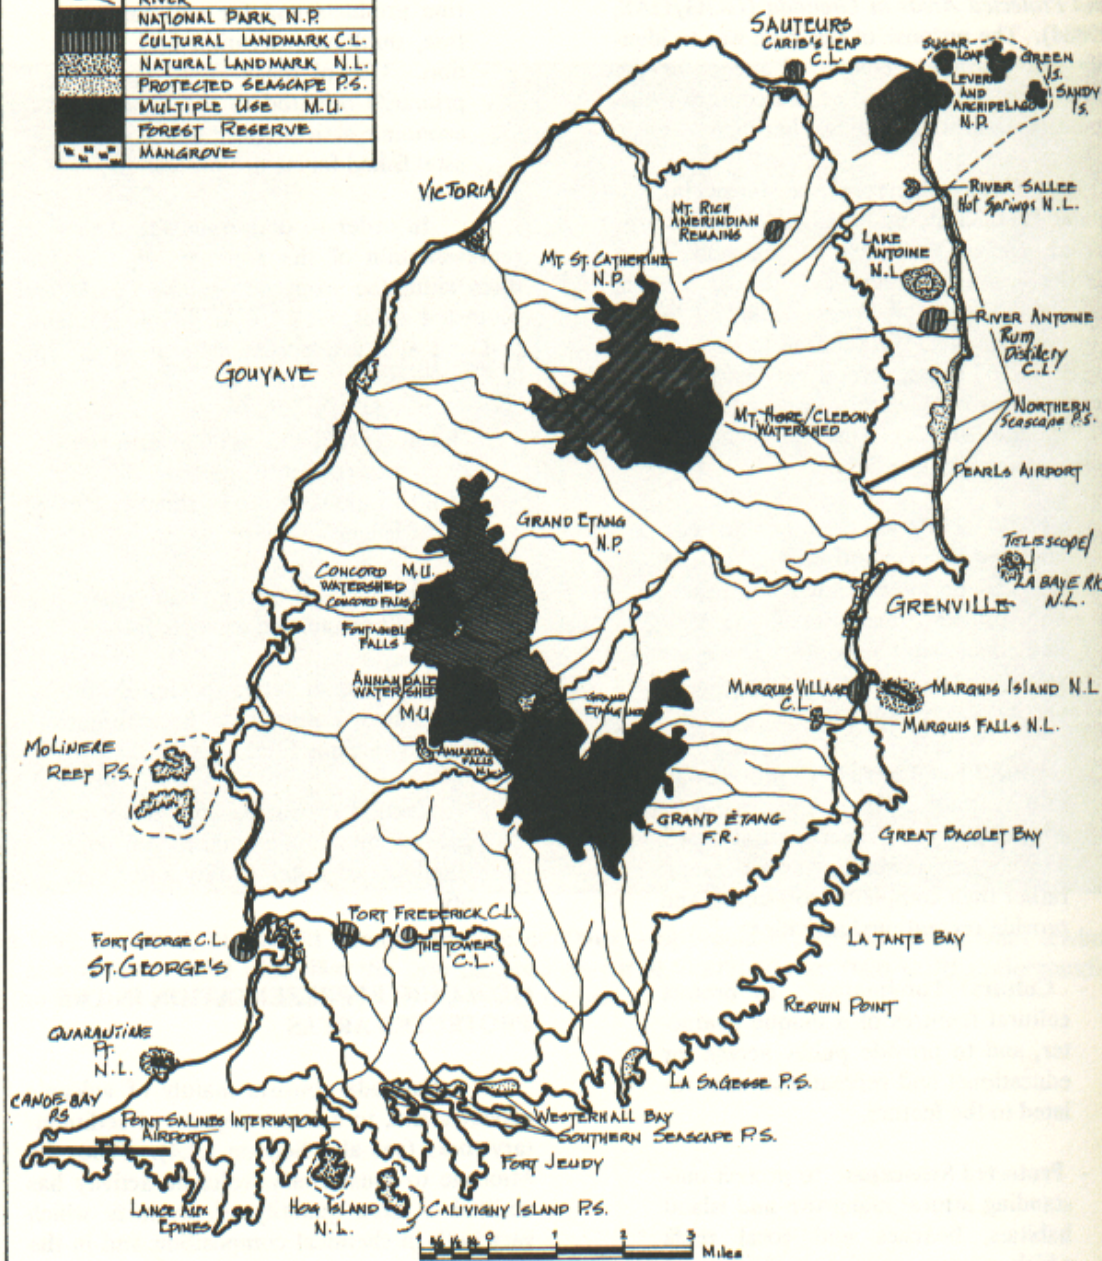 RIVER
NATIONAL PARK N.P.
CULTURAL LANDMARK C.L.
NATURAL LANDMARK N.L.
PROTECTED SEASCAPE P.S.
MULTIPLE USE M.U.
FOREST RESERVE
MANGROVE
SAUTEURS
CARIB'S LEAP
C.L.
SUGAR
LOAF
GREEN
IS.
LEVERA
AND
ARCHIPELAGO
N.P.
SANDY
IS.
VICTORIA
RIVER SALLEE
Hot Springs N.L.
MT. RICH
AMERINDIAN
REMAINS
LAKE
ANTOINE
N.L.
MT. ST. CATHERINE
N.P.
RIVER ANTOINE
Rum
Distillery
C.L.
GOUYAVE
NORTHERN
Seascape P.S.
MT. HORE/CLEBONY
WATERSHED
PEARLS AIRPORT
GRAND ETANG
N.P.
TELESCOPE/
LA BAYE RK
N.L.
CONCORD M.U.
WATERSHED
CONCORD FALLS
GRENVILLE
FALLS
ANNANDALE
WATERSHED
M.U.
GRAND
MARQUIS VILLAGE
C.L.
MARQUIS ISLAND N.L
MARQUIS FALLS N.L.
MOLINIERE
REEF P.S.
ANNANDALE
FALLS
N.L.
GRAND ÉTANG
F.R.
GREAT BACOLET BAY
FORT FREDERICK C.L.
FORT GEORGE C.L.
ST. GEORGE'S
THE TOWER
C.L.
LA TANTE BAY
REQUIN POINT
QUARANTINE
PT.
N.L.
LA SAGESSE P.S.
CANOE BAY
P.S
POINT SALINES INTERNATIONAL
AIRPORT
WESTERHALL BAY
SOUTHERN SEASCAPE P.S.
FORT JEUDY
LANCE AUX
EPINES
HOG ISLAND
N.L.
CALIVIGNY ISLAND P.S.
1 0 1 2 3
MILES